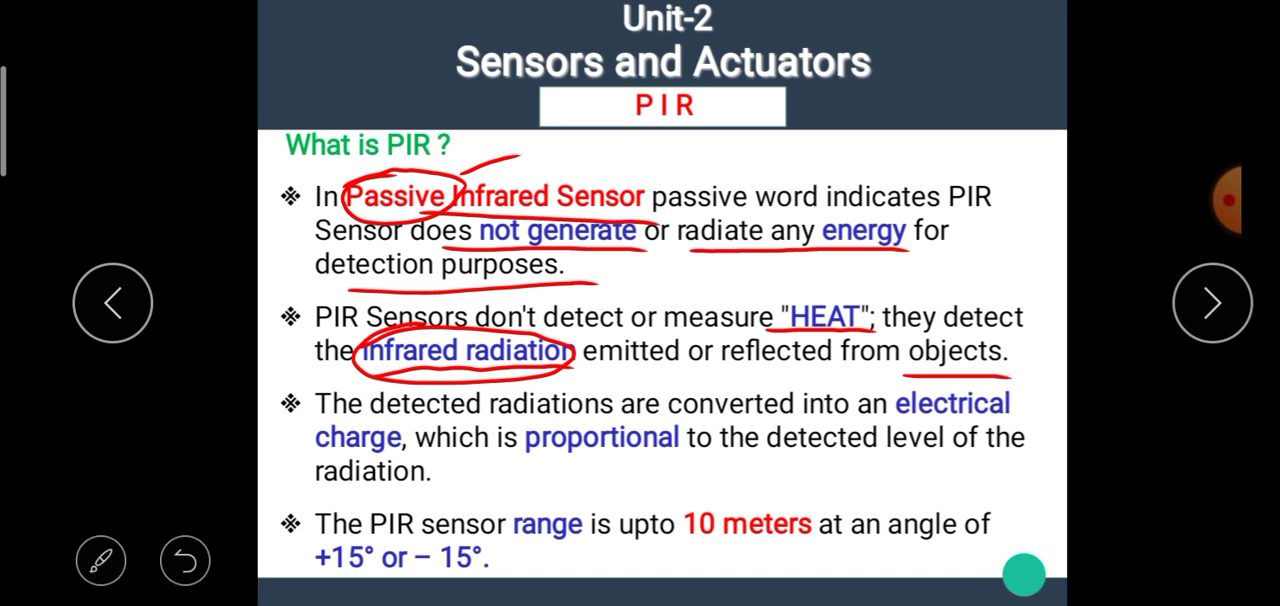 Unit-2
Sensors and Actuators
P I R
What is PIR ?
❖ In Passive Infrared Sensor passive word indicates PIR
Sensor does not generate or radiate any energy for
detection purposes.
❖ PIR Sensors don't detect or measure "HEAT"; they detect
the infrared radiation emitted or reflected from objects.
❖ The detected radiations are converted into an electrical
charge, which is proportional to the detected level of the
radiation.
❖ The PIR sensor range is upto 10 meters at an angle of
+15° or – 15°.